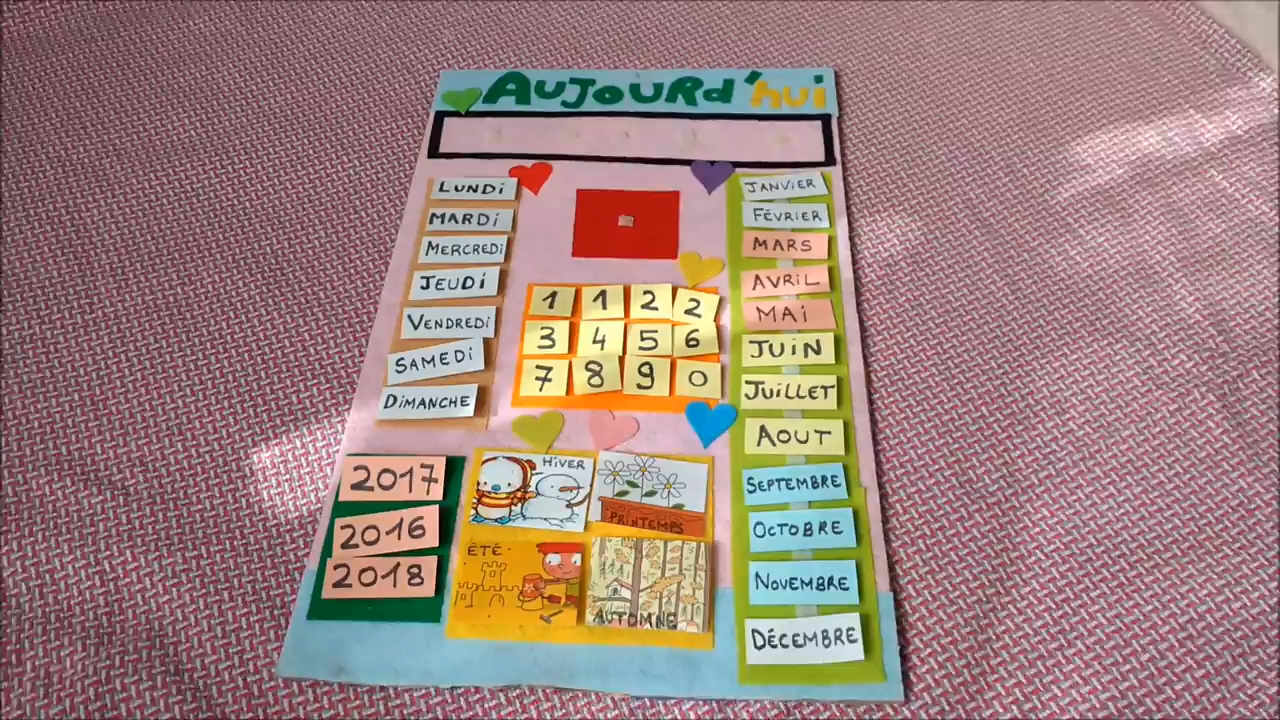 AUJOURd'hui
LUNDi
MARDi
MERCREDi
JEUDi
VENDREDi
SAMEDi
DiMANCHE
1 1 2 2
3 4 5 6
7 8 9 0
JANVIER
FÉVRIER
MARS
AVRiL
MAi
JUiN
JUiLLET
AOUT
SEPTEMBRE
OCTOBRE
NOVEMBRE
DÉCEMBRE
2017
2016
2018
HiVER
PRiNTEMPS
ÉTÉ
AUTOMNE